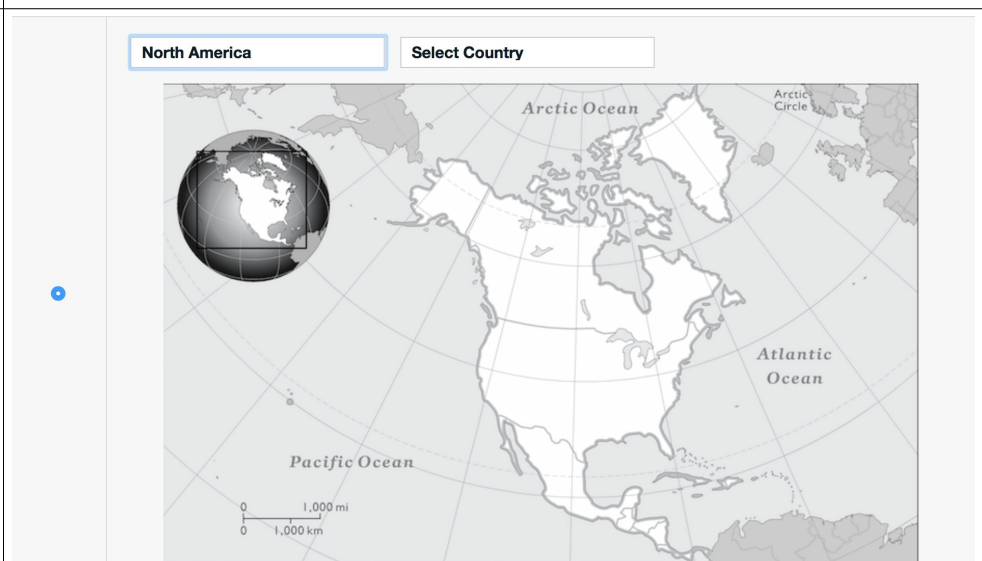 North America
Select Country
Arctic Ocean
Arctic
Circle
Atlantic
Ocean
Pacific Ocean
0 1,000 mi
0 1,000 km